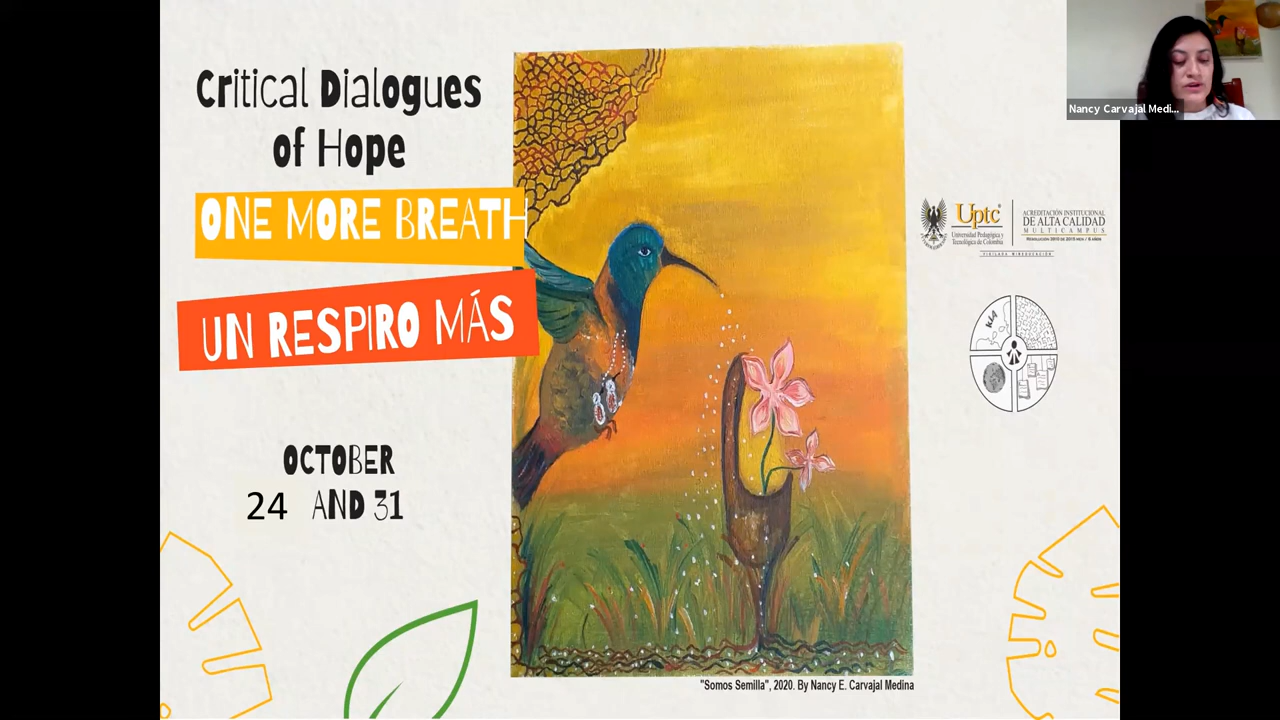 Critical Dialogues
of Hope
ONE MORE BREATH
UN RESPIRO MÁS
OCTOBER
24 AND 31
Nancy Carvajal Medi...
Uptc
Universidad Pedagógica y
Tecnológica de Colombia
ACREDITACIÓN INSTITUCIONAL
DE ALTA CALIDAD
MULTICAMPUS
"Somos Semilla", 2020. By Nancy E. Carvajal Medina